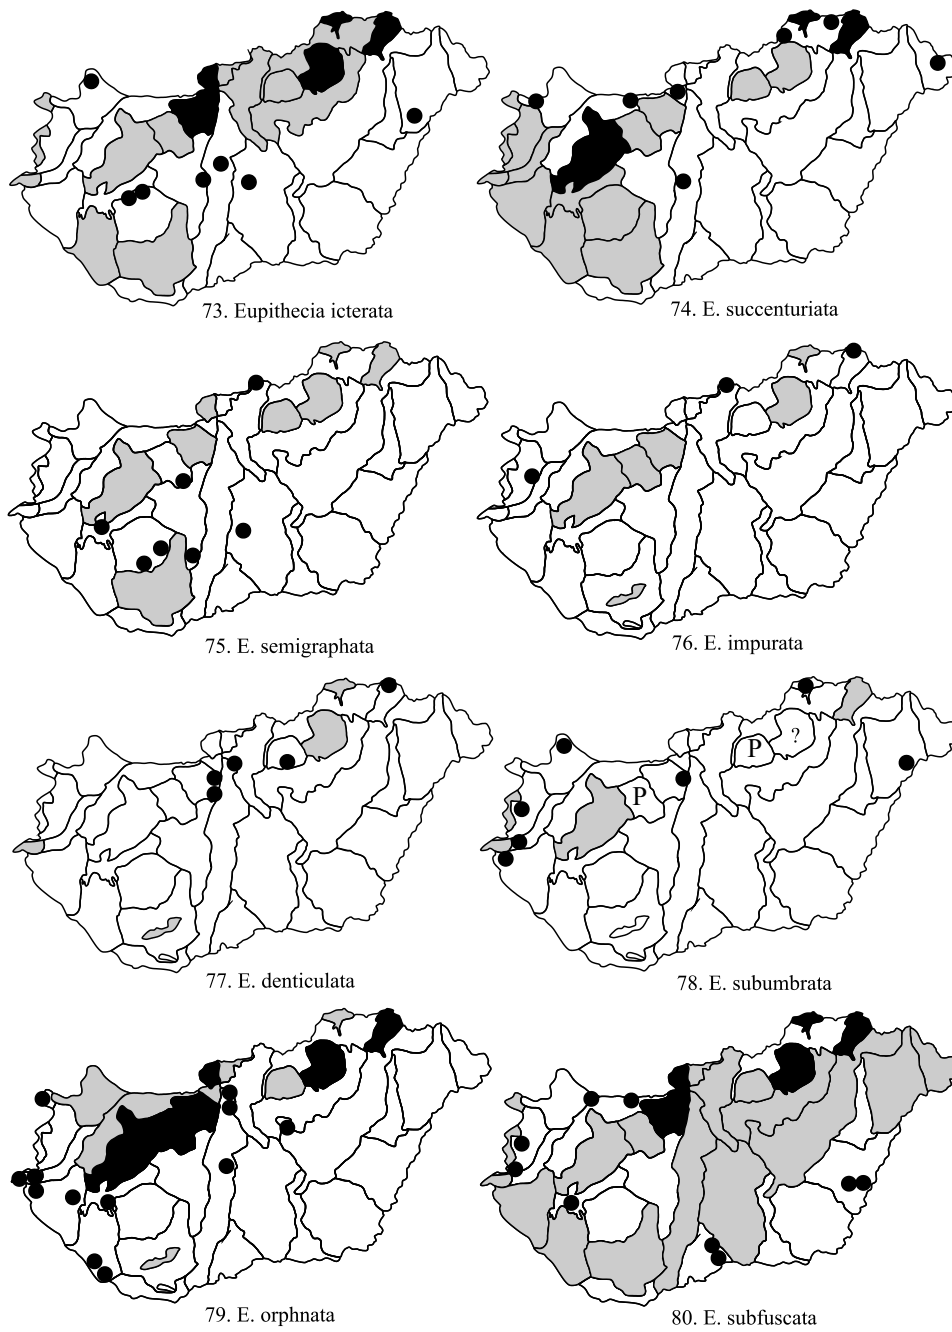 73. Eupithecia icterata
74. E. succenturiata
75. E. semigraphata
76. E. impurata
77. E. denticulata
P
?
P
78. E. subumbrata
79. E. orphnata
80. E. subfuscata